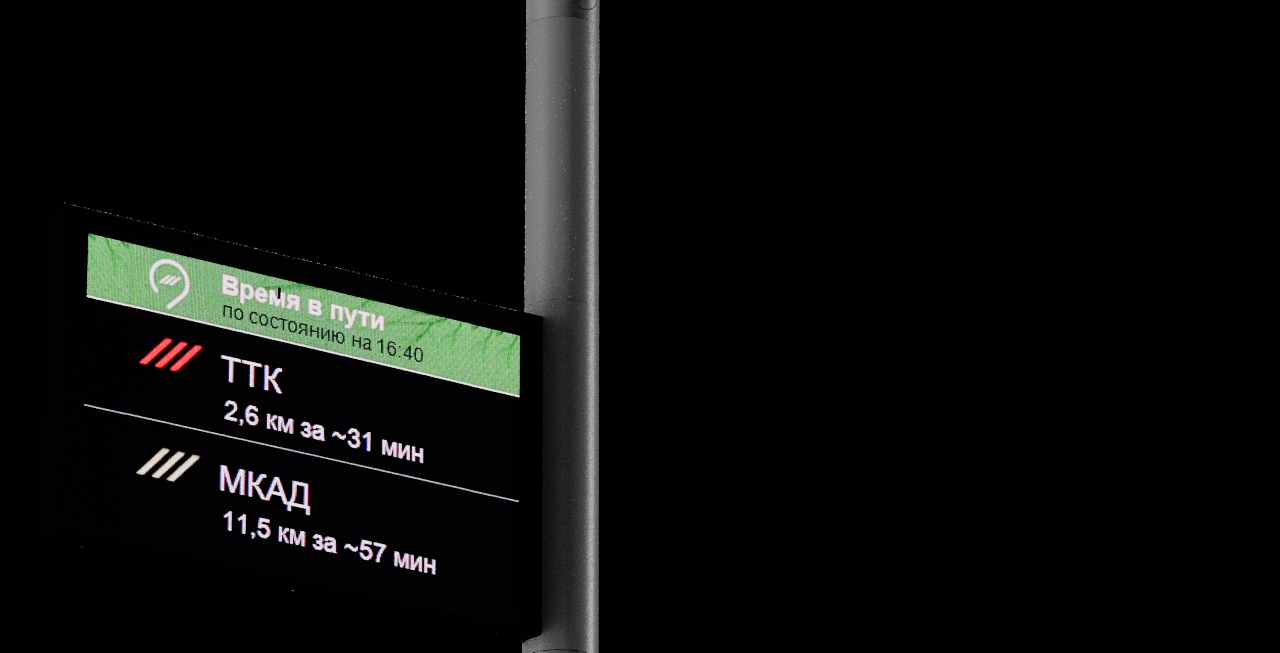 Время в пути
по состоянию на 16:40
ТТК
2,6 км за ~31 мин
МКАД
11,5 км за ~57 мин